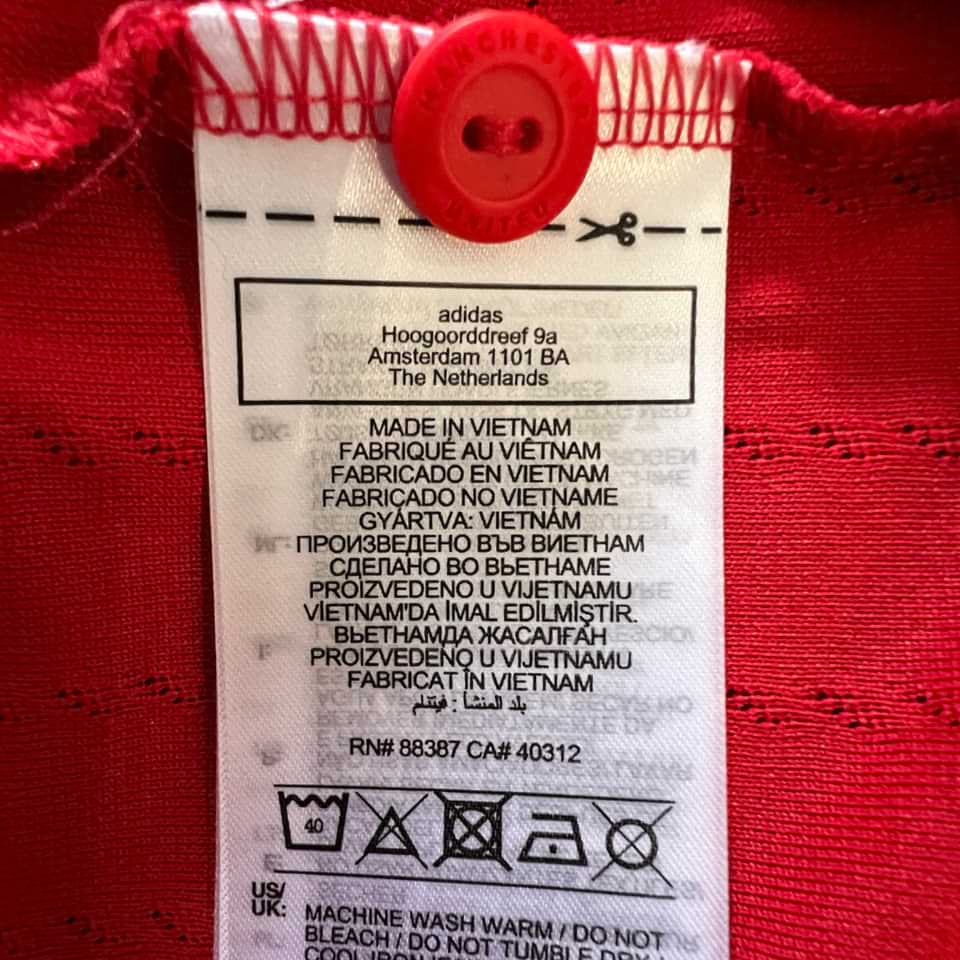 MANCHESTER
UNITED
adidas
Hoogoorddreef 9a
Amsterdam 1101 BA
The Netherlands
MADE IN VIETNAM
FABRIQUÉ AU VIÊTNAM
FABRICADO EN VIETNAM
FABRICADO NO VIETNAME
GYÁRTVA: VIETNÁM
ПРОИЗВЕДЕНО ВЪВ ВИЕТНАМ
СДЕЛАНО ВО ВЬЕТНАМЕ
PROIZVEDENO U VIJETNAMU
VİETNAM'DA İMAL EDİLMİŞTİR.
ВЬЕТНАМДА ЖАСАЛҒАН
PROIZVEDENO U VIJETNAMU
FABRICAT ÎN VIETNAM
بلد المنشأ : فيتنام
RN# 88387 CA# 40312
40
US/
UK: MACHINE WASH WARM / DO NOT
BLEACH / DO NOT TUMBLE DRY /
COOL IRON